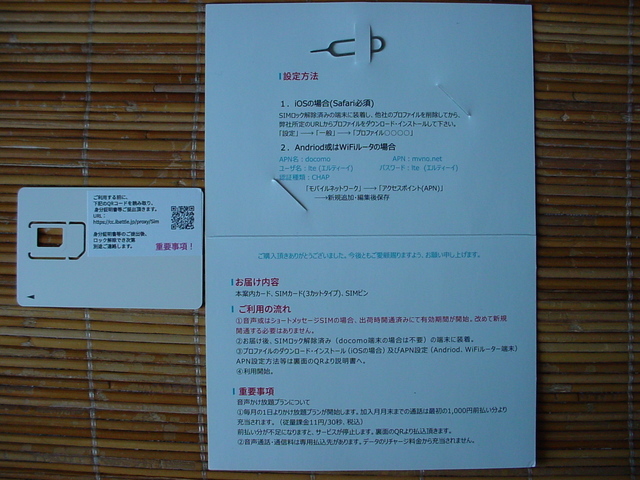 設定方法
1．iOSの場合(Safari必須)
SIMロック解除済みの端末に装着し、他社のプロファイルを削除してから、
弊社所定のURLからプロファイルをダウンロード・インストールして下さい。
「設定」→「一般」→「プロファイル○○○○」
2．Andriod或はWiFiルータの場合
APN名：docomo APN：mvno.net
ユーザ名：lte (エルティーイ) パスワード：lte (エルティーイ)
認証種類：CHAP
「モバイルネットワーク」→「アクセスポイント(APN)」
→新規追加・編集後保存
ご利用する前に、
下記のQRコードを読み取り、
身分証明書等ご届出頂きます。
URL：
https://cc.ibettle.jp/proxy/Sim
身分証明書等のご提出後、
ロック解除でき次第
別途ご連絡します。
重要事項！
ご購入頂きありがとうございました。今後ともご愛顧賜りますよう、お願い申し上げます。
お届け内容
本案内カード、SIMカード(3カットタイプ)、SIMピン
ご利用の流れ
①音声或はショートメッセージSIMの場合、出荷時開通済みにて有効期間が開始。改めて新規
開通する必要はありません。
②お届け後、SIMロック解除済み（docomo端末の場合は不要）の端末に装着。
③プロファイルのダウンロード・インストール（iOSの場合）及びAPN設定（Andriod、WiFiルーター端末）
APN設定方法等は裏面のQRより説明書へ。
④利用開始。
重要事項
音声かけ放題プランについて
①毎月の1日よりかけ放題プランが開始します。加入月月末までの通話は最初の1,000円前払い分より
充当されます。（従量課金11円/30秒、税込）
前払い分が不足になりますと、サービスが停止します。裏面のQRより払込頂きます。
②音声通話・通信料は専用払込先があります。データのリチャージ料金から充当されません。